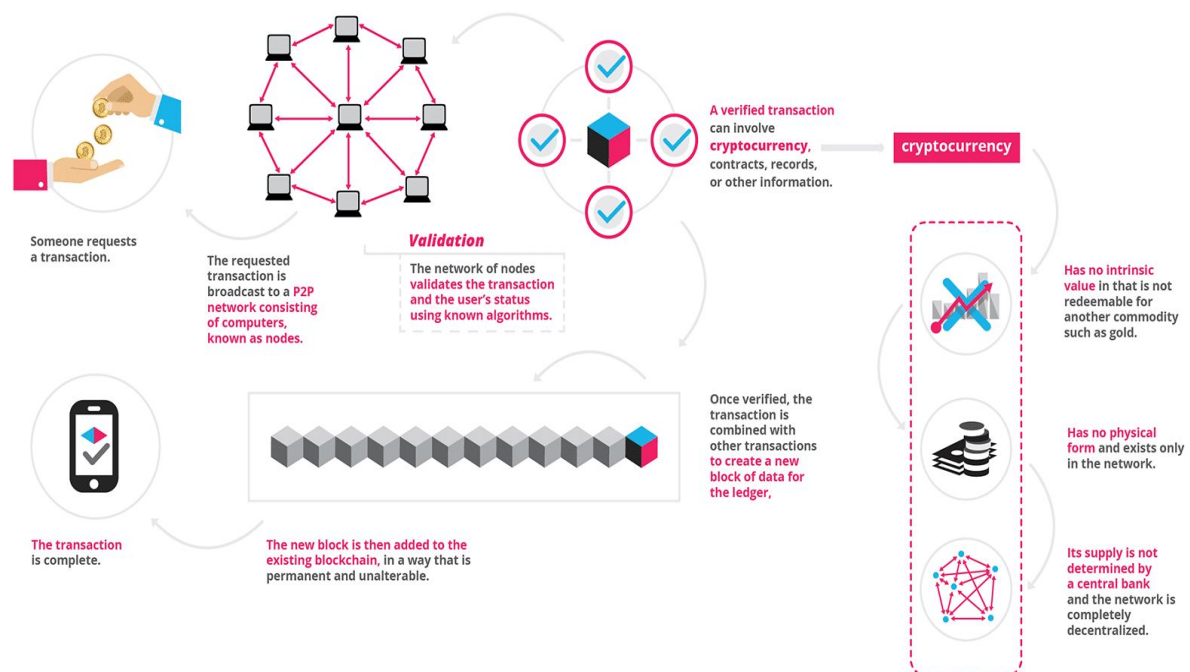 Someone requests
a transaction.
The requested
transaction is
broadcast to a P2P
network consisting
of computers,
known as nodes.
Validation
The network of nodes
validates the transaction
and the user's status
using known algorithms.
A verified transaction
can involve
cryptocurrency,
contracts, records,
or other information.
cryptocurrency
Has no intrinsic
value in that is not
redeemable for
another commodity
such as gold.
Has no physical
form and exists only
in the network.
Its supply is not
determined by
a central bank
and the network is
completely
decentralized.
Once verified, the
transaction is
combined with
other transactions
to create a new
block of data for
the ledger,
The new block is then added to the
existing blockchain, in a way that is
permanent and unalterable.
The transaction
is complete.